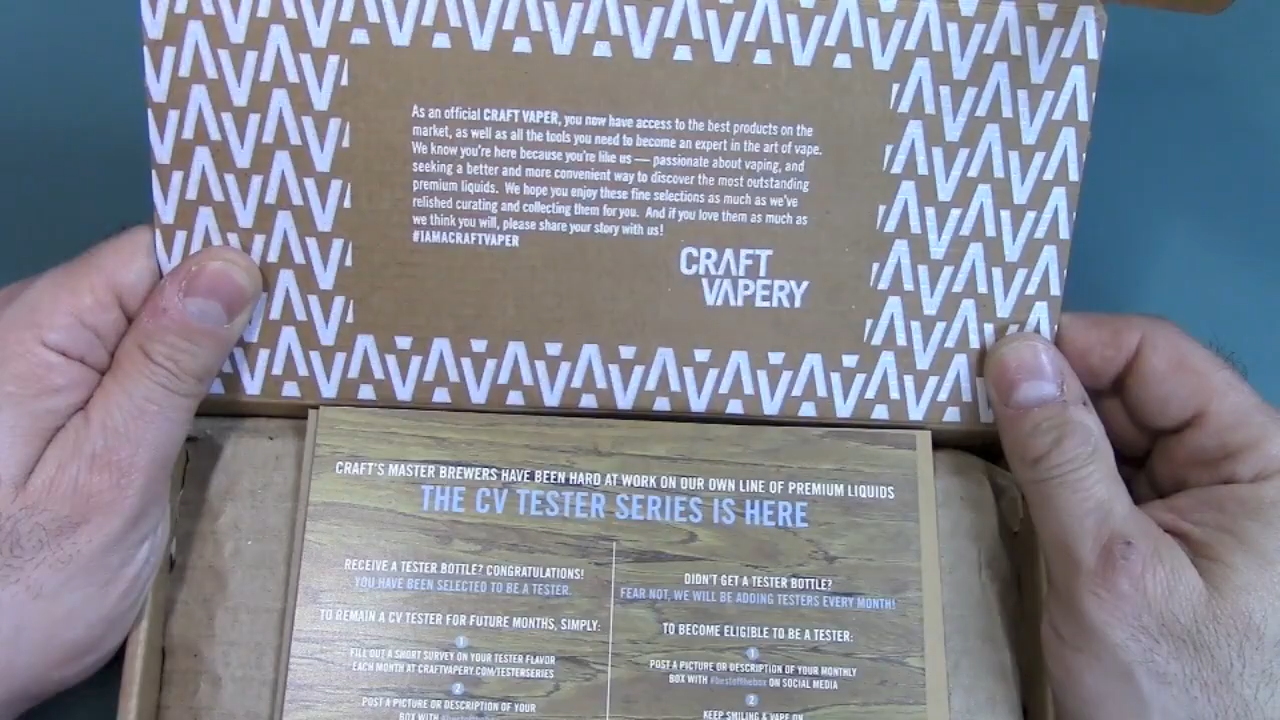 As an official CRAFT VAPER, you now have access to the best products on the
market, as well as all the tools you need to become an expert in the art of vape.
We know you're here because you're like us — passionate about vaping, and
seeking a better and more convenient way to discover the most outstanding
premium liquids. We hope you enjoy these fine selections as much as we've
relished curating and collecting them for you. And if you love them as much as
we think you will, please share your story with us!
#IAMACRAFTVAPER
CRAFT
VAPERY
CRAFT'S MASTER BREWERS HAVE BEEN HARD AT WORK ON OUR OWN LINE OF PREMIUM LIQUIDS
THE CV TESTER SERIES IS HERE
RECEIVE A TESTER BOTTLE? CONGRATULATIONS!
YOU HAVE BEEN SELECTED TO BE A TESTER.
TO REMAIN A CV TESTER FOR FUTURE MONTHS, SIMPLY:
1
FILL OUT A SHORT SURVEY ON YOUR TESTER FLAVOR
EACH MONTH AT CRAFTVAPERY.COM/TESTERSERIES
2
POST A PICTURE OR DESCRIPTION OF YOUR
BOX WITH #bestofthebox
DIDN'T GET A TESTER BOTTLE?
FEAR NOT, WE WILL BE ADDING TESTERS EVERY MONTH!
TO BECOME ELIGIBLE TO BE A TESTER:
1
POST A PICTURE OR DESCRIPTION OF YOUR MONTHLY
BOX WITH #bestofthebox ON SOCIAL MEDIA
2
KEEP SMILING & VAPE ON